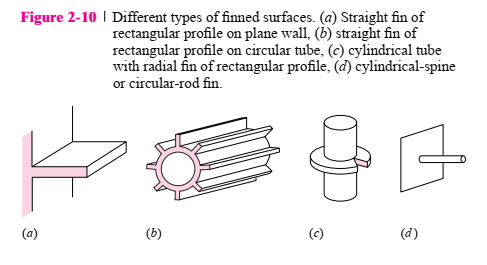 Figure 2-10 | Different types of finned surfaces. (a) Straight fin of
rectangular profile on plane wall, (b) straight fin of
rectangular profile on circular tube, (c) cylindrical tube
with radial fin of rectangular profile, (d) cylindrical-spine
or circular-rod fin.
(a) (b) (c) (d)